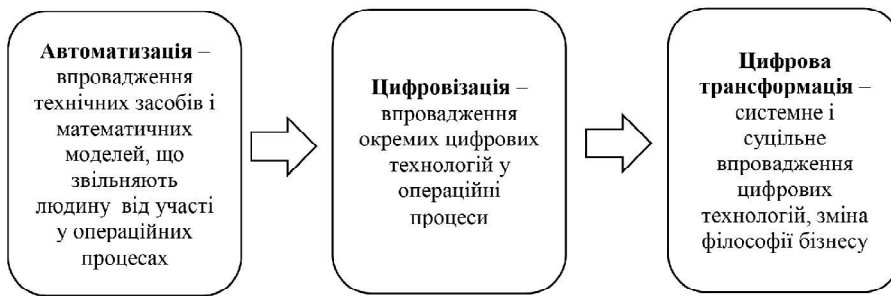 Автоматизація –
впровадження
технічних засобів і
математичних
моделей, що
звільняють
людину від участі
у операційних
процесах
Цифровізація –
впровадження
окремих цифрових
технологій у
операційні
процеси
Цифрова
трансформація –
системне і
суцільне
впровадження
цифрових
технологій, зміна
філософії бізнесу